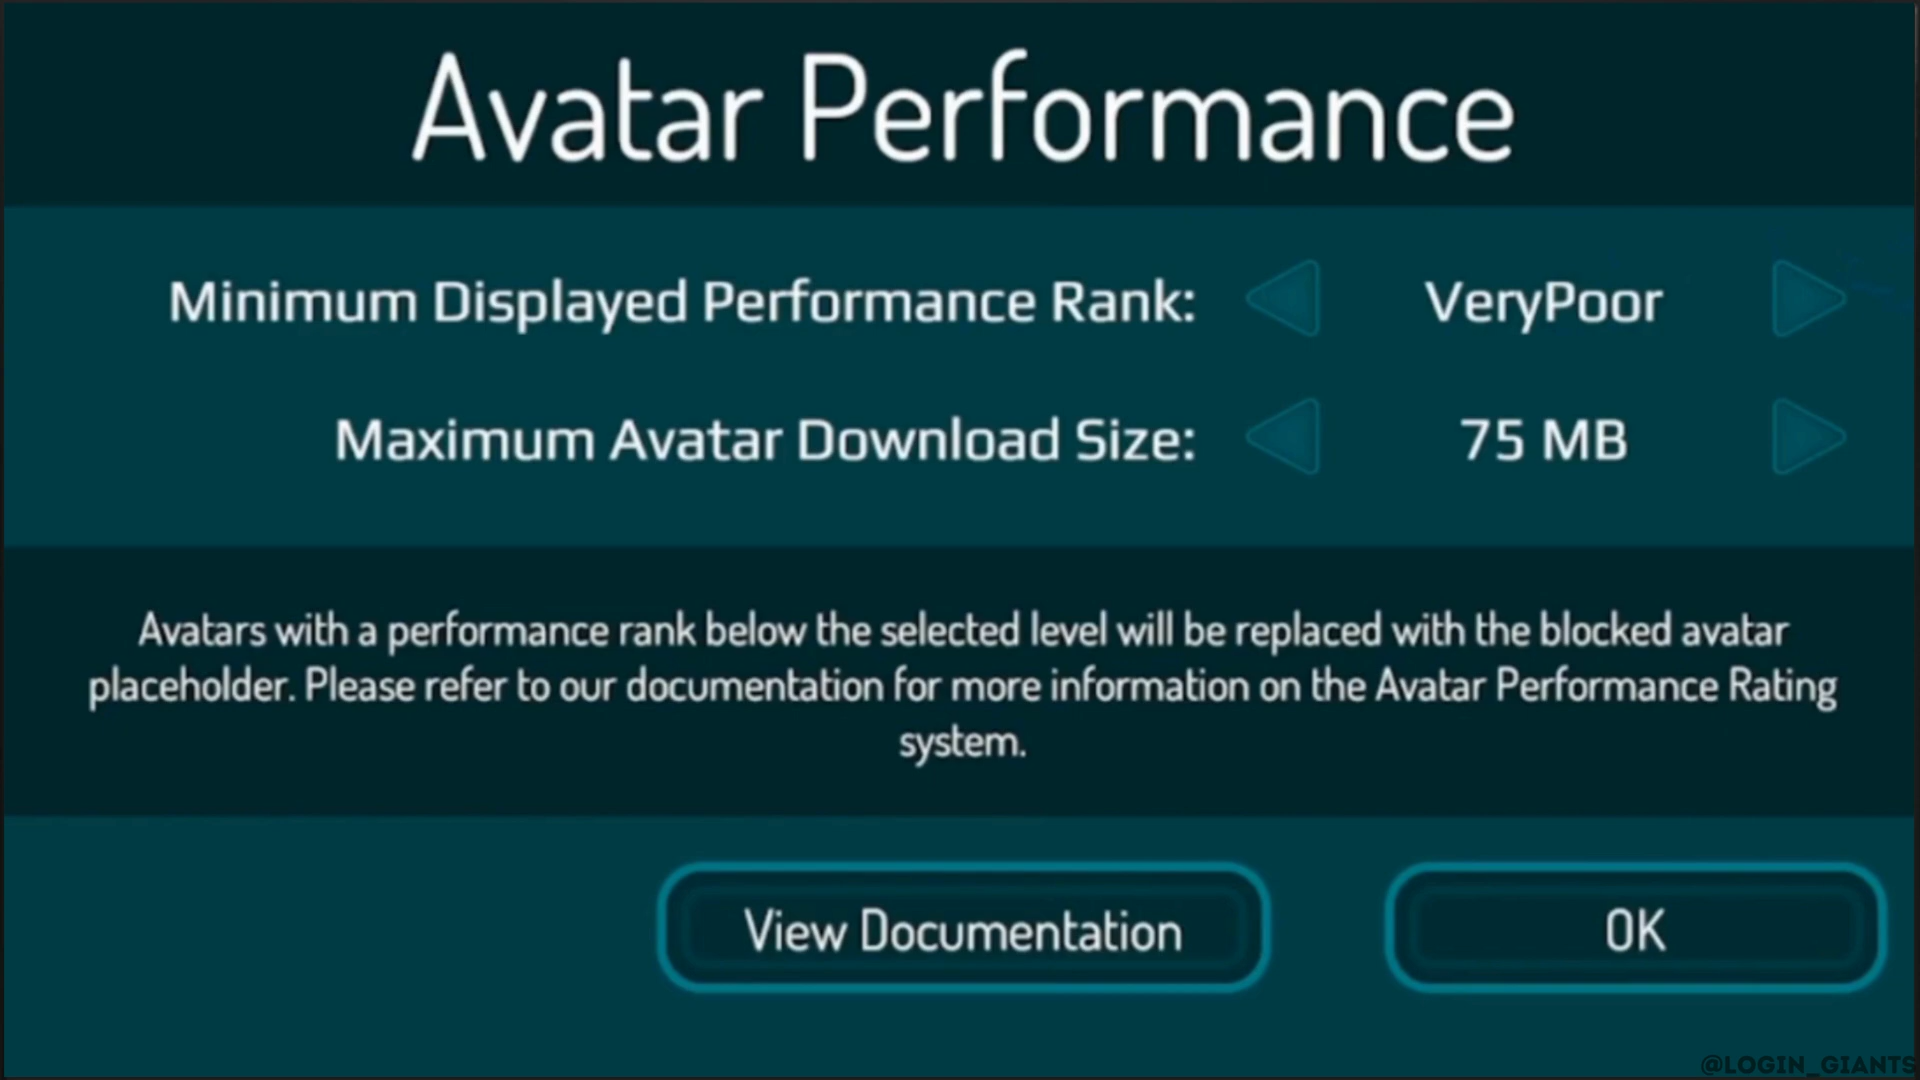 Avatar Performance
Minimum Displayed Performance Rank: VeryPoor
Maximum Avatar Download Size: 75 MB
Avatars with a performance rank below the selected level will be replaced with the blocked avatar
placeholder. Please refer to our documentation for more information on the Avatar Performance Rating
system.
View Documentation OK
@LOGIN_GIANTS